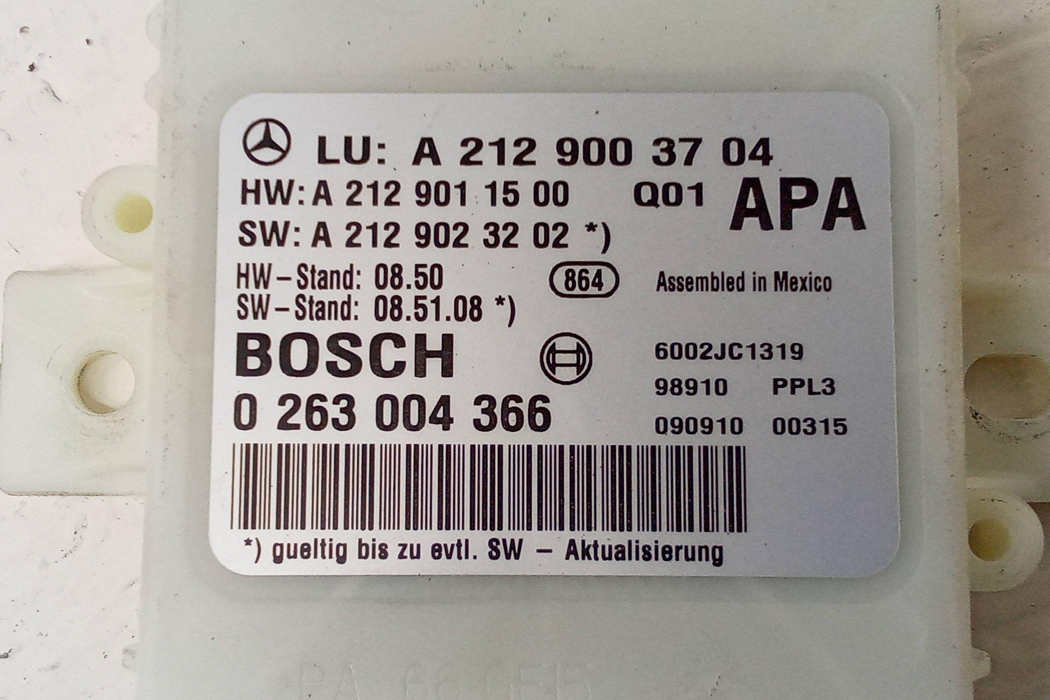 LU: A 212 900 37 04
HW: A 212 901 15 00 Q01 APA
SW: A 212 902 32 02 *)
HW – Stand: 08.50 864 Assembled in Mexico
SW – Stand: 08.51.08 *)
BOSCH 6002JC1319
98910 PPL3
0 263 004 366 090910 00315
*) gueltig bis zu evtl. SW – Aktualisierung